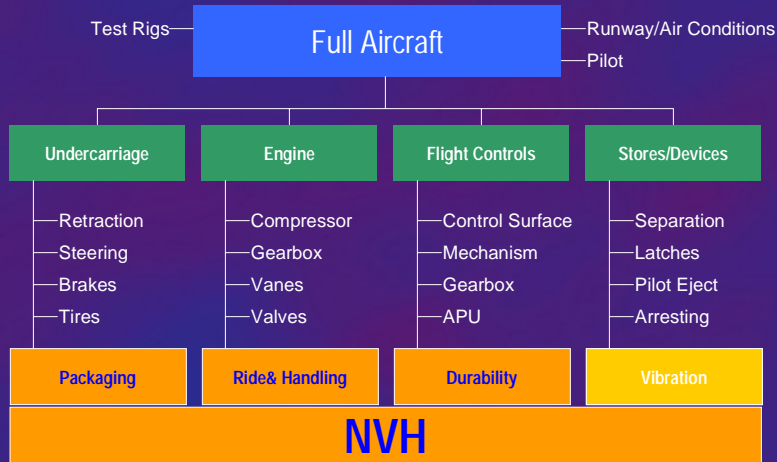 Test Rigs
Full Aircraft
Runway/Air Conditions
Pilot
Undercarriage
Engine
Flight Controls
Stores/Devices
Retraction
Steering
Brakes
Tires
Compressor
Gearbox
Vanes
Valves
Control Surface
Mechanism
Gearbox
APU
Separation
Latches
Pilot Eject
Arresting
Packaging
Ride& Handling
Durability
Vibration
NVH